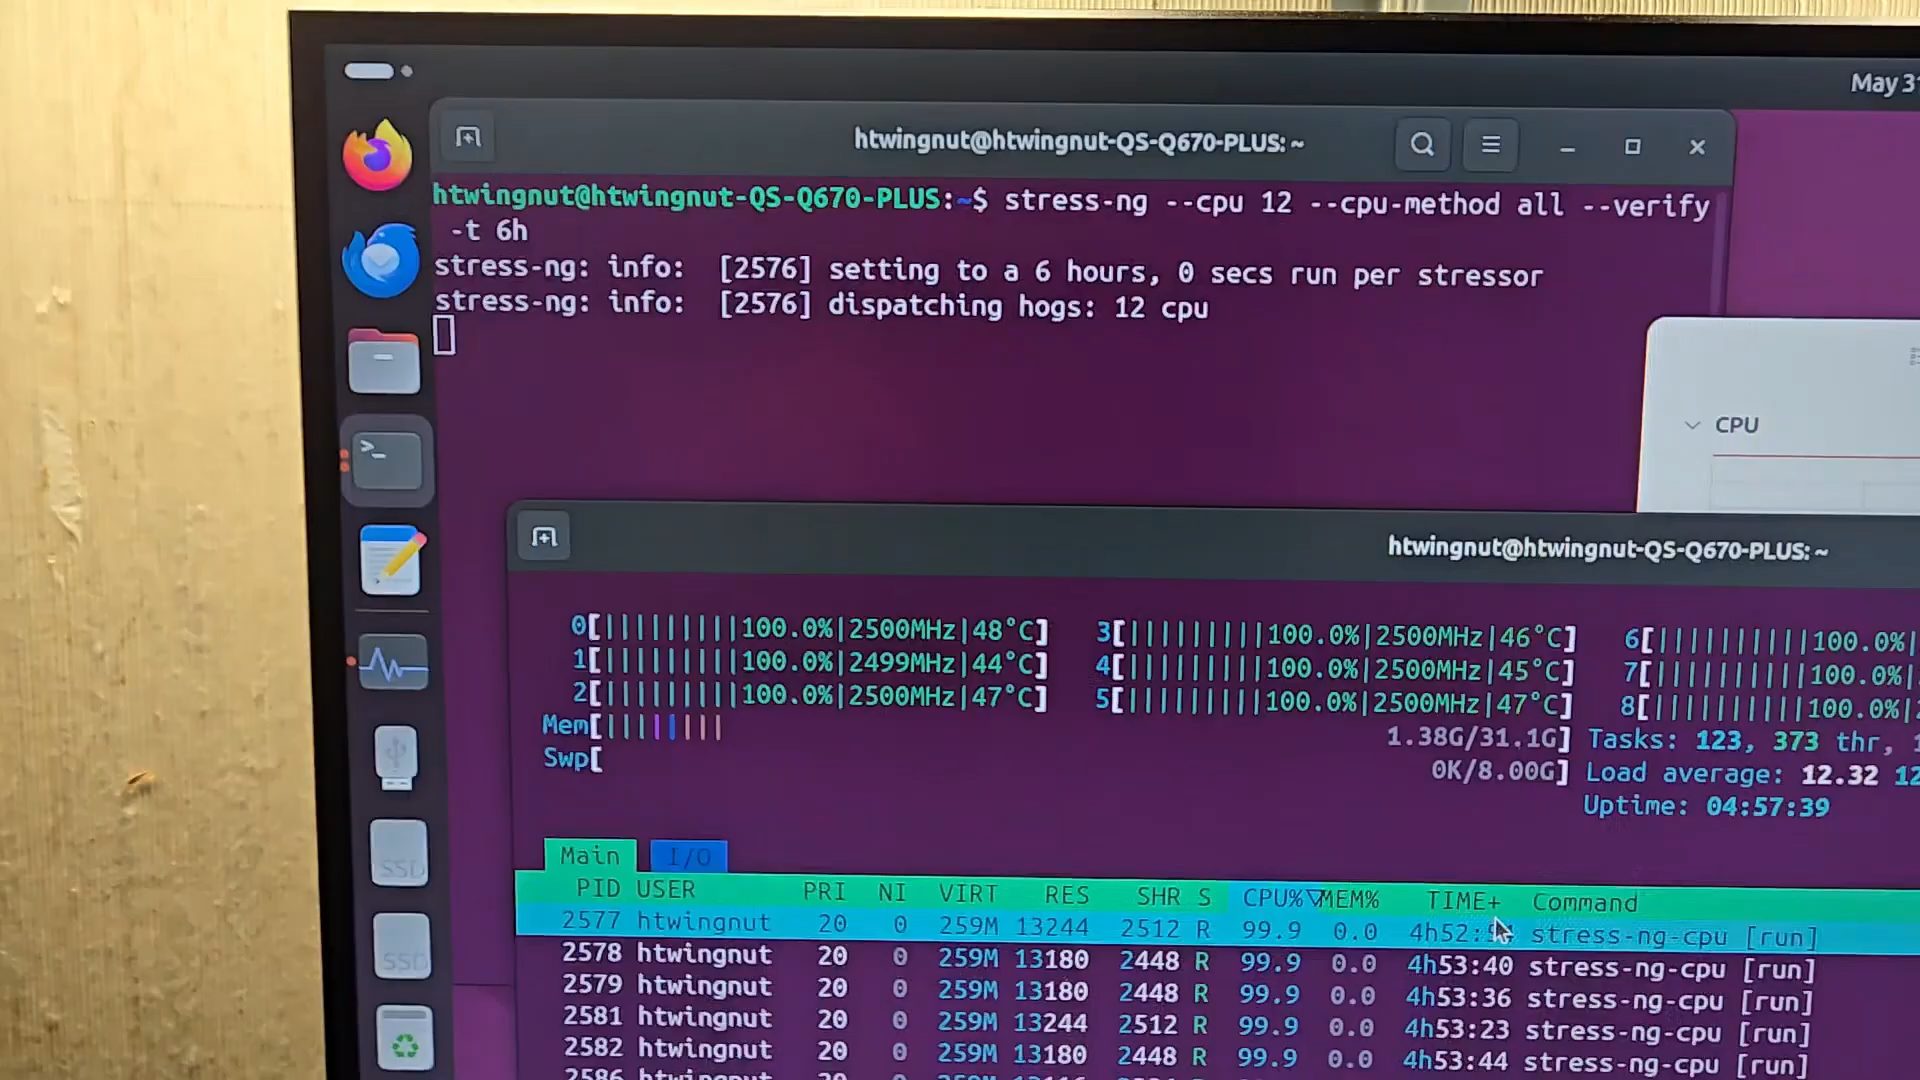 May 31
htwingnut@htwingnut-QS-Q670-PLUS: ~
htwingnut@htwingnut-QS-Q670-PLUS:~$ stress-ng --cpu 12 --cpu-method all --verify
-t 6h
stress-ng: info:  [2576] setting to a 6 hours, 0 secs run per stressor
stress-ng: info:  [2576] dispatching hogs: 12 cpu
CPU
htwingnut@htwingnut-QS-Q670-PLUS: ~
0[|||||||||100.0%|2500MHz|48°C] 3[|||||||||100.0%|2500MHz|46°C] 6[||||||||||100.0%|
1[|||||||||100.0%|2499MHz|44°C] 4[|||||||||100.0%|2500MHz|45°C] 7[||||||||||100.0%|
2[|||||||||100.0%|2500MHz|47°C] 5[|||||||||100.0%|2500MHz|47°C] 8[||||||||||100.0%|
Mem[|||||||| 1.38G/31.1G] Tasks: 123, 373 thr,
Swp[ 0K/8.00G] Load average: 12.32
Uptime: 04:57:39
Main I/O
PID USER PRI NI VIRT RES SHR S CPU%▽MEM% TIME+ Command
2577 htwingnut 20 0 259M 13244 2512 R 99.9 0.0 4h52: stress-ng-cpu [run]
2578 htwingnut 20 0 259M 13180 2448 R 99.9 0.0 4h53:40 stress-ng-cpu [run]
2579 htwingnut 20 0 259M 13180 2448 R 99.9 0.0 4h53:36 stress-ng-cpu [run]
2581 htwingnut 20 0 259M 13244 2512 R 99.9 0.0 4h53:23 stress-ng-cpu [run]
2582 htwingnut 20 0 259M 13180 2448 R 99.9 0.0 4h53:44 stress-ng-cpu [run]
2586 htwingnut 20 0 259M
SSD
SSD